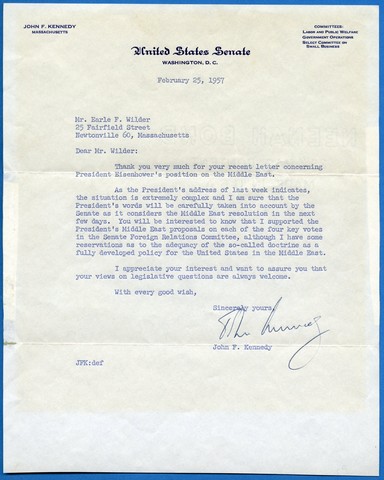 JOHN F. KENNEDY
MASSACHUSETTS
COMMITTEES:
LABOR AND PUBLIC WELFARE
GOVERNMENT OPERATIONS
SELECT COMMITTEE ON
SMALL BUSINESS
United States Senate
WASHINGTON, D.C.
February 25, 1957
Mr. Earle F. Wilder
25 Fairfield Street
Newtonville 60, Massachusetts
Dear Mr. Wilder:
Thank you very much for your recent letter concerning
President Eisenhower's position on the Middle East.
As the President's address of last week indicates,
the situation is extremely complex and I am sure that the
President's words will be carefully taken into account by the
Senate as it considers the Middle East resolution in the next
few days. You will be interested to know that I supported the
President's Middle East proposals on each of the four key votes
in the Senate Foreign Relations Committee, although I have some
reservations as to the adequacy of the so-called doctrine as a
fully developed policy for the United States in the Middle East.
I appreciate your interest and want to assure you that
your views on legislative questions are always welcome.
With every good wish,
Sincerely yours,
John F. Kennedy
JFK:def